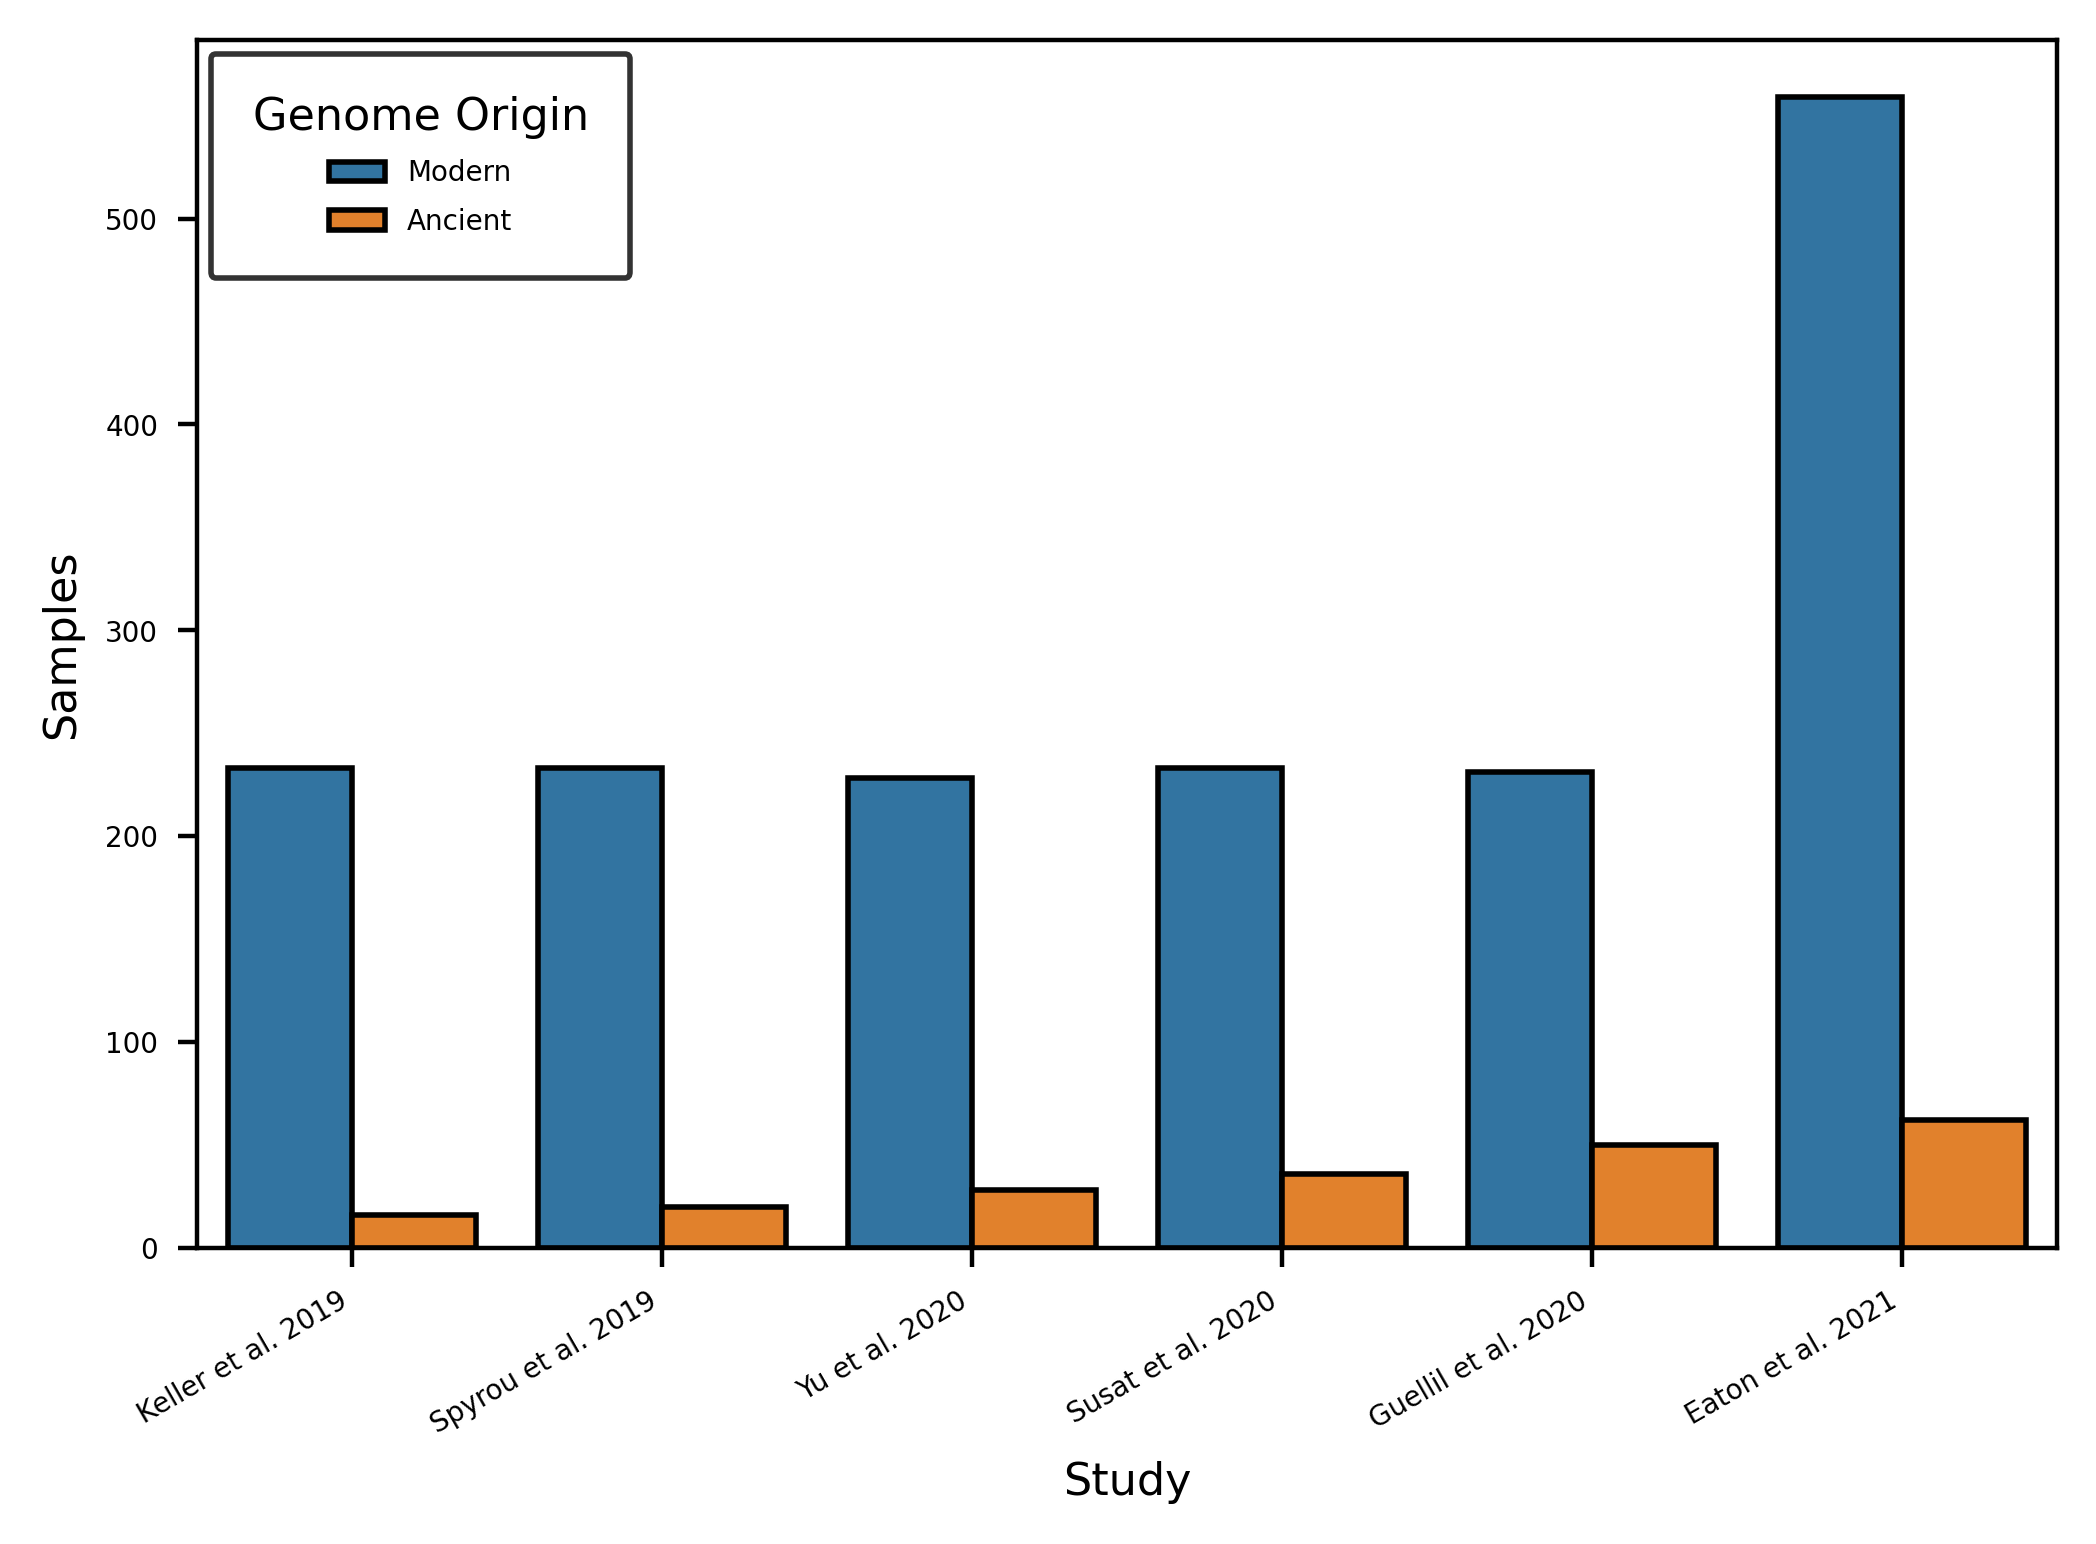 Genome Origin
Modern
Ancient
Samples
500
400
300
200
100
0
Keller et al. 2019
Spyrou et al. 2019
Yu et al. 2020
Susat et al. 2020
Guellil et al. 2020
Eaton et al. 2021
Study